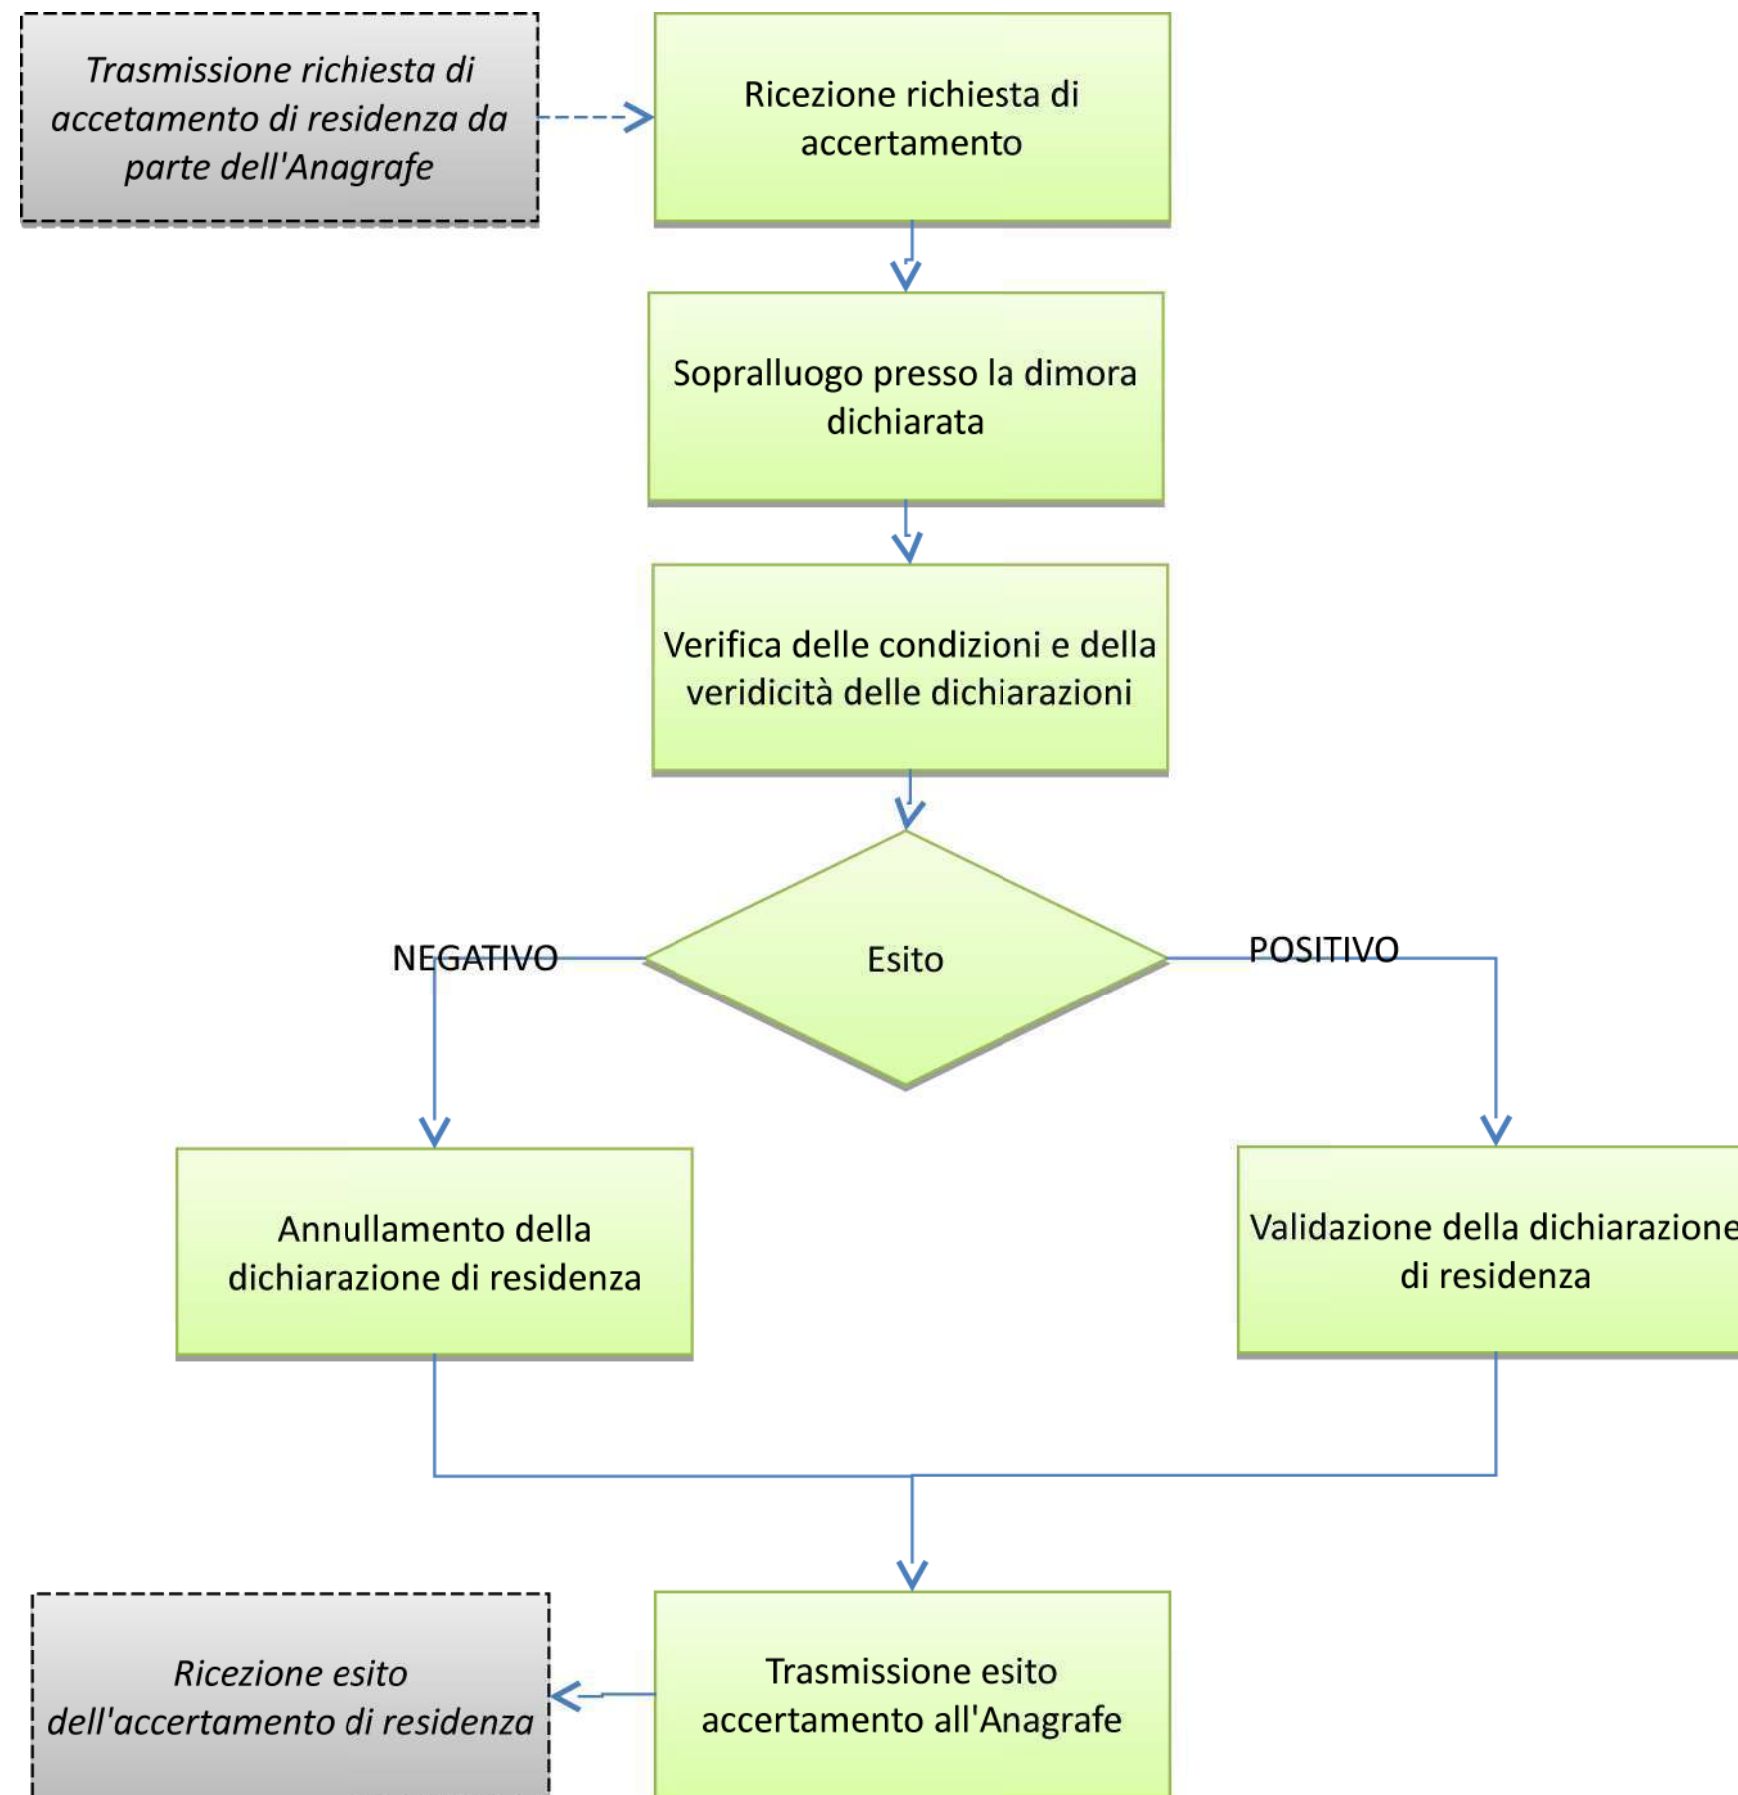 Trasmissione richiesta di
accetamento di residenza da
parte dell'Anagrafe
Ricezione richiesta di
accertamento
Sopralluogo presso la dimora
dichiarata
Verifica delle condizioni e della
veridicità delle dichiarazioni
Esito
NEGATIVO
POSITIVO
Annullamento della
dichiarazione di residenza
Validazione della dichiarazione
di residenza
Ricezione esito
dell'accertamento di residenza
Trasmissione esito
accertamento all'Anagrafe